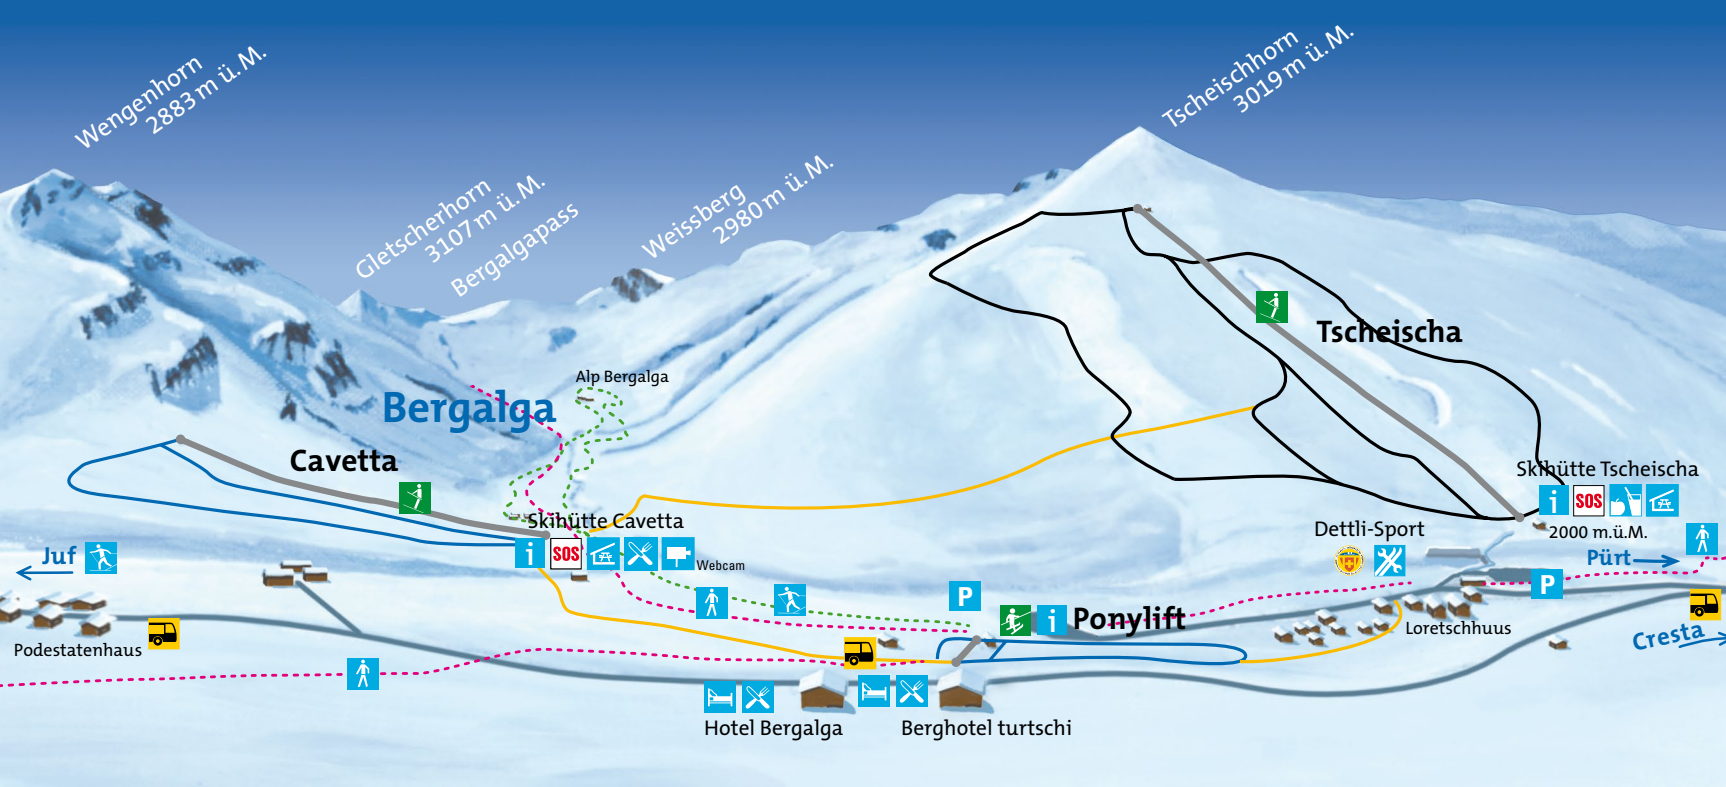 Wengenhorn
2883 m ü. M.
Gletscherhorn
3107 m ü. M.
Bergalgapass
Weissberg
2980 m ü. M.
Tscheischhorn
3019 m ü. M.
Tscheischa
Alp Bergalga
Bergalga
Cavetta
Skihütte Cavetta
i
SOS
Webcam
Juf
Podestatenhaus
P
i
Ponylift
Hotel Bergalga
Berghotel turtschi
Dettli-Sport
Skihütte Tscheischa
i
SOS
2000 m.ü.M.
Pürt
P
Loretschhuus
Cresta